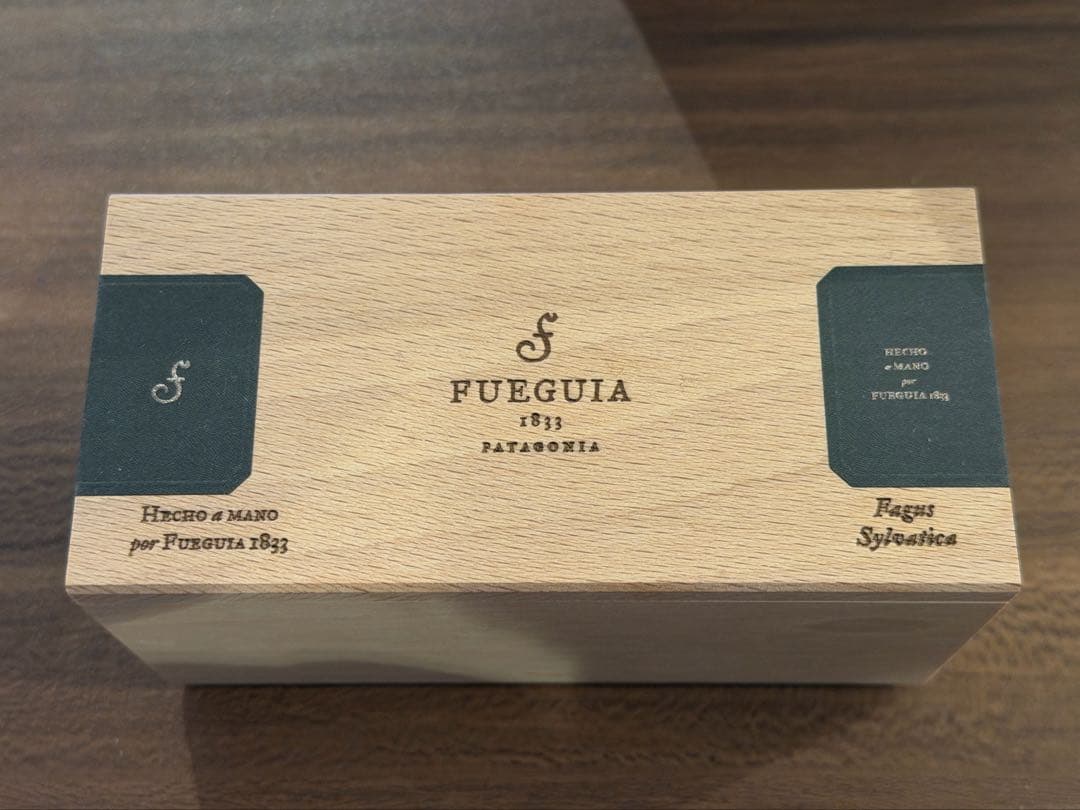 FUEGUIA
1833
PATAGONIA
HECHO
a MANO
por
FUEGUIA 1833
HECHO a MANO
por FUEGUIA 1833
Fagus
Sylvatica